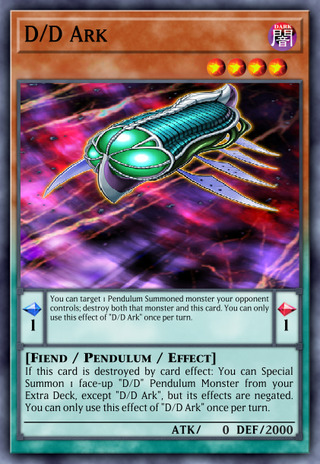 D/D Ark
DARK
闇
You can target 1 Pendulum Summoned monster your opponent
controls; destroy both that monster and this card. You can only
use this effect of "D/D Ark" once per turn.
1
1
[Fiend / Pendulum / Effect]
If this card is destroyed by card effect: You can Special
Summon 1 face-up "D/D" Pendulum Monster from your
Extra Deck, except "D/D Ark", but its effects are negated.
You can only use this effect of "D/D Ark" once per turn.
ATK/ 0 DEF/2000